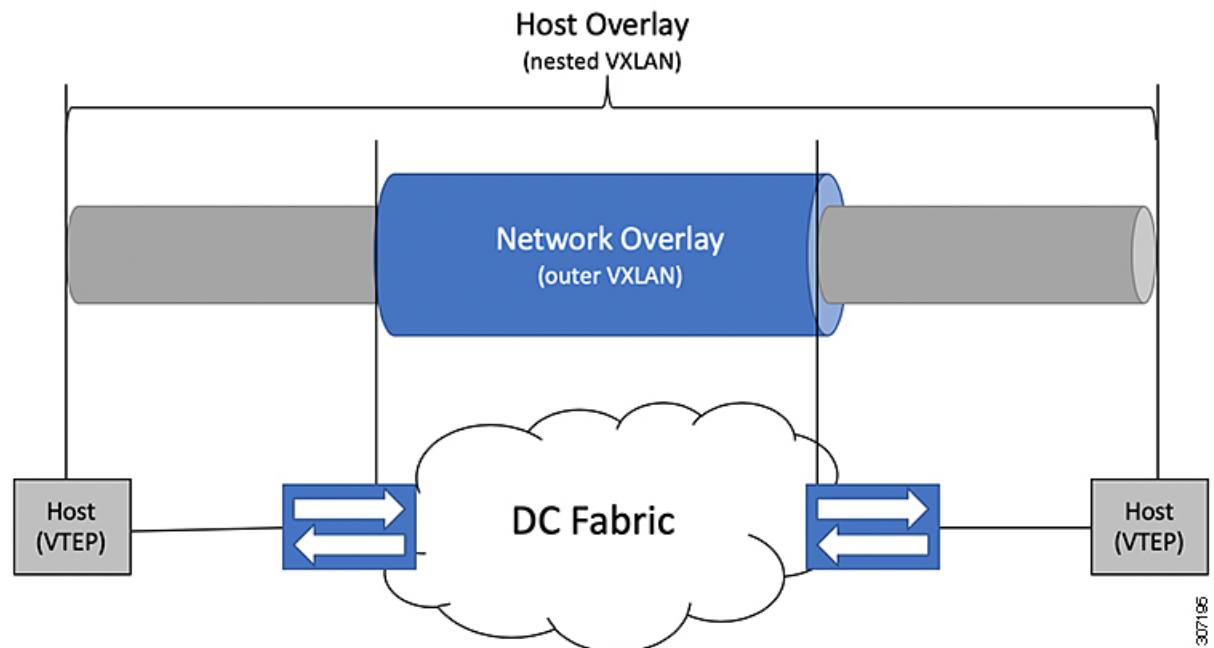 Host Overlay
(nested VXLAN)
Network Overlay
(outer VXLAN)
Host
(VTEP)
DC Fabric
Host
(VTEP)
307195